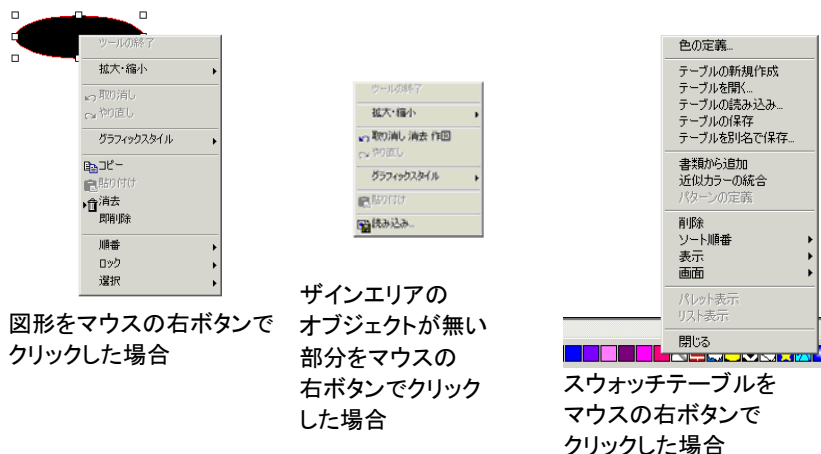 ツールの終了
拡大・縮小
取り消し
やり直し
グラフィックスタイル
コピー
貼り付け
消去
即削除
順番
ロック
選択
図形をマウスの右ボタンで
クリックした場合
ツールの終了
拡大・縮小
取り消し 消去 作図
やり直し
グラフィックスタイル
貼り付け
読み込み...
ザインエリアの
オブジェクトが無い
部分をマウスの
右ボタンでクリック
した場合
色の定義...
テーブルの新規作成
テーブルを開く...
テーブルの読み込み...
テーブルの保存
テーブルを別名で保存...
書類から追加
近似カラーの統合
パターンの定義
削除
ソート順番
表示
画面
パレット表示
リスト表示
閉じる
スウォッチテーブルを
マウスの右ボタンで
クリックした場合